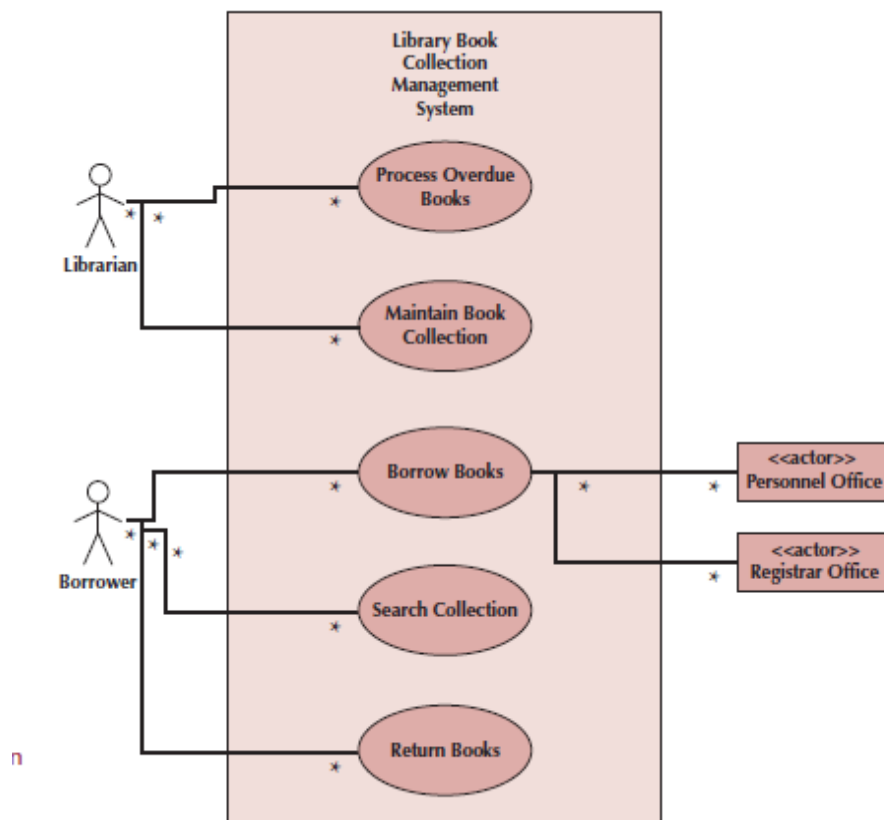 Library Book
Collection
Management
System
Process Overdue
Books
*
*
*
Librarian
Maintain Book
Collection
*
Borrow Books
*
*
*
<<actor>>
Personnel Office
*
*
*
Borrower
<<actor>>
Registrar Office
*
Search Collection
*
Return Books
*
n